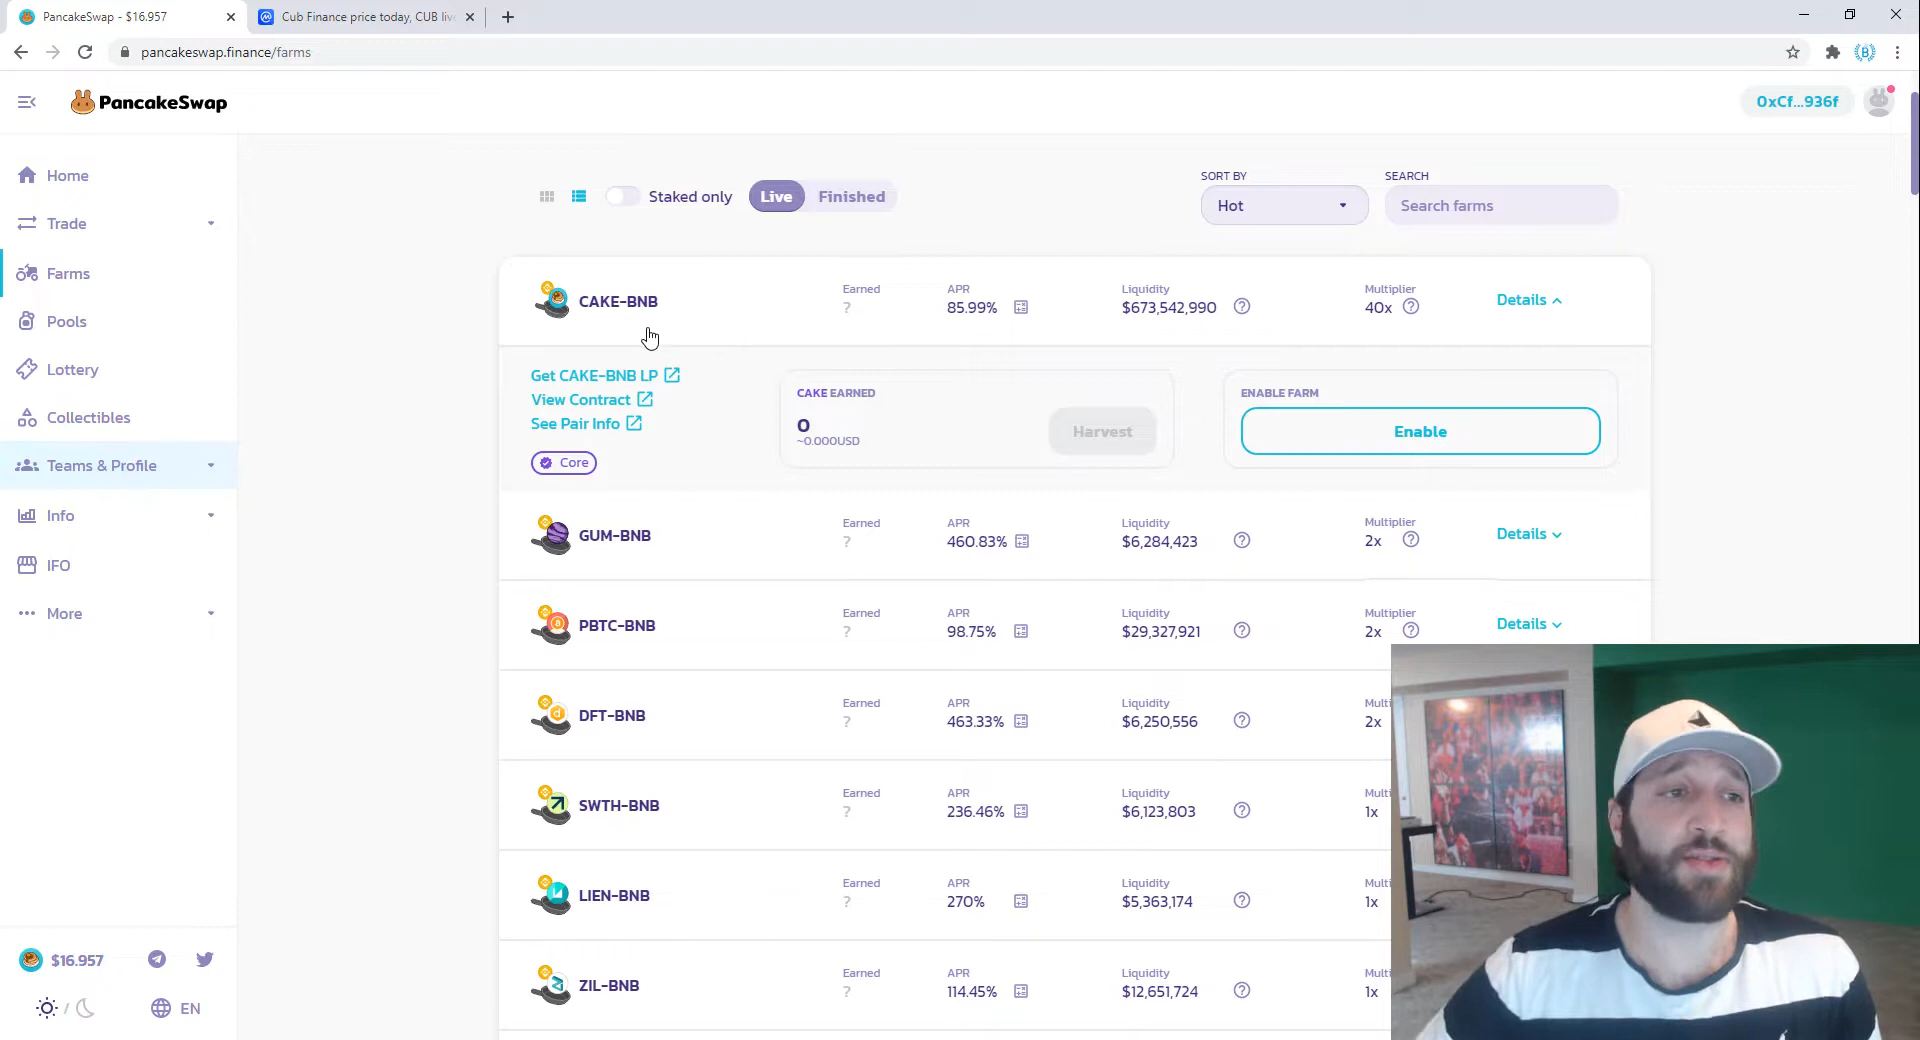 PancakeSwap - $16.957
Cub Finance price today, CUB liv
pancakeswap.finance/farms
PancakeSwap
0xCf...936f
Home
Trade
Farms
Pools
Lottery
Collectibles
Teams & Profile
Info
IFO
More
$16.957
/
EN
Staked only
Live
Finished
SORT BY
Hot
SEARCH
Search farms
CAKE-BNB
Earned
?
APR
85.99%
Liquidity
$673,542,990
?
Multiplier
40x
?
Details
Get CAKE-BNB LP
View Contract
See Pair Info
Core
CAKE EARNED
0
~0.000USD
Harvest
ENABLE FARM
Enable
GUM-BNB
Earned
?
APR
460.83%
Liquidity
$6,284,423
?
Multiplier
2x
?
Details
PBTC-BNB
Earned
?
APR
98.75%
Liquidity
$29,327,921
?
Multiplier
2x
?
Details
DFT-BNB
Earned
?
APR
463.33%
Liquidity
$6,250,556
?
Multi
2x
SWTH-BNB
Earned
?
APR
236.46%
Liquidity
$6,123,803
?
Multi
1x
LIEN-BNB
Earned
?
APR
270%
Liquidity
$5,363,174
?
Multi
1x
ZIL-BNB
Earned
?
APR
114.45%
Liquidity
$12,651,724
?
Multi
1x